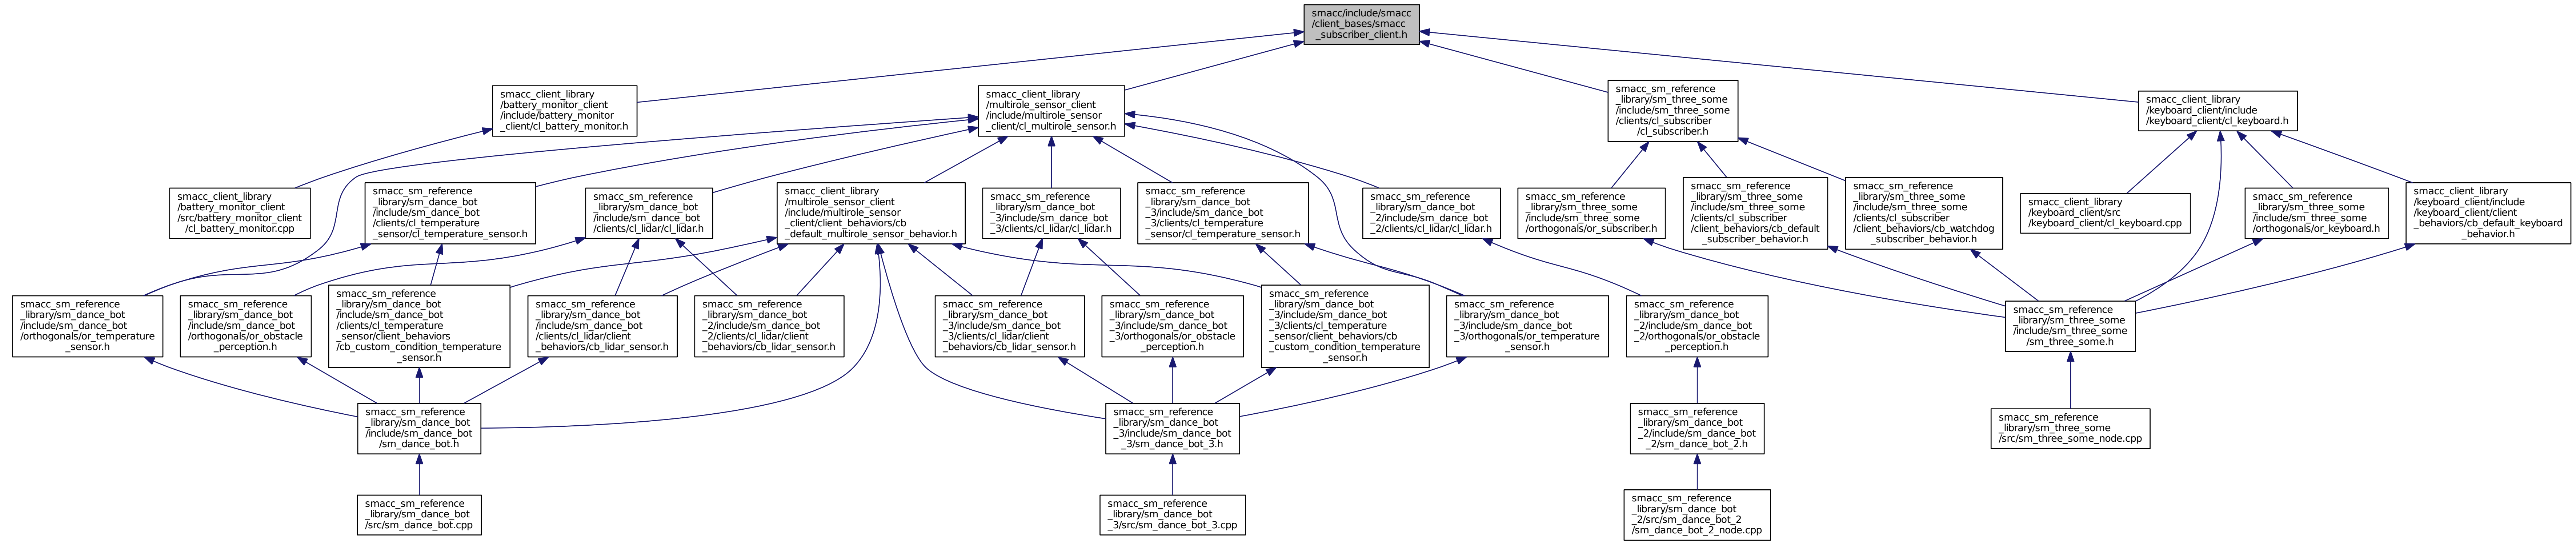 smacc/include/smacc
/client_bases/smacc
_subscriber_client.h
smacc_client_library
/battery_monitor_client
/include/battery_monitor
_client/cl_battery_monitor.h
smacc_client_library
/multirole_sensor_client
/include/multirole_sensor
_client/cl_multirole_sensor.h
smacc_sm_reference
_library/sm_three_some
/include/sm_three_some
/clients/cl_subscriber
/cl_subscriber.h
smacc_client_library
/keyboard_client/include
/keyboard_client/cl_keyboard.h
smacc_client_library
/battery_monitor_client
/src/battery_monitor_client
/cl_battery_monitor.cpp
smacc_sm_reference
_library/sm_dance_bot
/include/sm_dance_bot
/clients/cl_temperature
_sensor/cl_temperature_sensor.h
smacc_sm_reference
_library/sm_dance_bot
/include/sm_dance_bot
/clients/cl_lidar/cl_lidar.h
smacc_client_library
/multirole_sensor_client
/include/multirole_sensor
_client/client_behaviors/cb
_default_multirole_sensor_behavior.h
smacc_sm_reference
_library/sm_dance_bot
_3/include/sm_dance_bot
_3/clients/cl_lidar/cl_lidar.h
smacc_sm_reference
_library/sm_dance_bot
_3/include/sm_dance_bot
_3/clients/cl_temperature
_sensor/cl_temperature_sensor.h
smacc_sm_reference
_library/sm_dance_bot
_2/include/sm_dance_bot
_2/clients/cl_lidar/cl_lidar.h
smacc_sm_reference
_library/sm_three_some
/include/sm_three_some
/orthogonals/or_subscriber.h
smacc_sm_reference
_library/sm_three_some
/include/sm_three_some
/clients/cl_subscriber
/client_behaviors/cb_default
_subscriber_behavior.h
smacc_sm_reference
_library/sm_three_some
/include/sm_three_some
/clients/cl_subscriber
/client_behaviors/cb_watchdog
_subscriber_behavior.h
smacc_client_library
/keyboard_client/src
/keyboard_client/cl_keyboard.cpp
smacc_sm_reference
_library/sm_three_some
/include/sm_three_some
/orthogonals/or_keyboard.h
smacc_client_library
/keyboard_client/include
/keyboard_client/client
_behaviors/cb_default_keyboard
_behavior.h
smacc_sm_reference
_library/sm_dance_bot
/include/sm_dance_bot
/orthogonals/or_temperature
_sensor.h
smacc_sm_reference
_library/sm_dance_bot
/include/sm_dance_bot
/orthogonals/or_obstacle
_perception.h
smacc_sm_reference
_library/sm_dance_bot
/include/sm_dance_bot
/clients/cl_temperature
_sensor/client_behaviors
/cb_custom_condition_temperature
_sensor.h
smacc_sm_reference
_library/sm_dance_bot
/include/sm_dance_bot
/clients/cl_lidar/client
_behaviors/cb_lidar_sensor.h
smacc_sm_reference
_library/sm_dance_bot
_2/include/sm_dance_bot
_2/clients/cl_lidar/client
_behaviors/cb_lidar_sensor.h
smacc_sm_reference
_library/sm_dance_bot
_3/include/sm_dance_bot
_3/clients/cl_lidar/client
_behaviors/cb_lidar_sensor.h
smacc_sm_reference
_library/sm_dance_bot
_3/include/sm_dance_bot
_3/orthogonals/or_obstacle
_perception.h
smacc_sm_reference
_library/sm_dance_bot
_3/include/sm_dance_bot
_3/clients/cl_temperature
_sensor/client_behaviors/cb
_custom_condition_temperature
_sensor.h
smacc_sm_reference
_library/sm_dance_bot
_3/include/sm_dance_bot
_3/orthogonals/or_temperature
_sensor.h
smacc_sm_reference
_library/sm_dance_bot
_2/include/sm_dance_bot
_2/orthogonals/or_obstacle
_perception.h
smacc_sm_reference
_library/sm_three_some
/include/sm_three_some
/sm_three_some.h
smacc_sm_reference
_library/sm_dance_bot
/include/sm_dance_bot
/sm_dance_bot.h
smacc_sm_reference
_library/sm_dance_bot
_3/include/sm_dance_bot
_3/sm_dance_bot_3.h
smacc_sm_reference
_library/sm_dance_bot
_2/include/sm_dance_bot
_2/sm_dance_bot_2.h
smacc_sm_reference
_library/sm_three_some
/src/sm_three_some_node.cpp
smacc_sm_reference
_library/sm_dance_bot
/src/sm_dance_bot.cpp
smacc_sm_reference
_library/sm_dance_bot
_3/src/sm_dance_bot_3.cpp
smacc_sm_reference
_library/sm_dance_bot
_2/src/sm_dance_bot_2
/sm_dance_bot_2_node.cpp